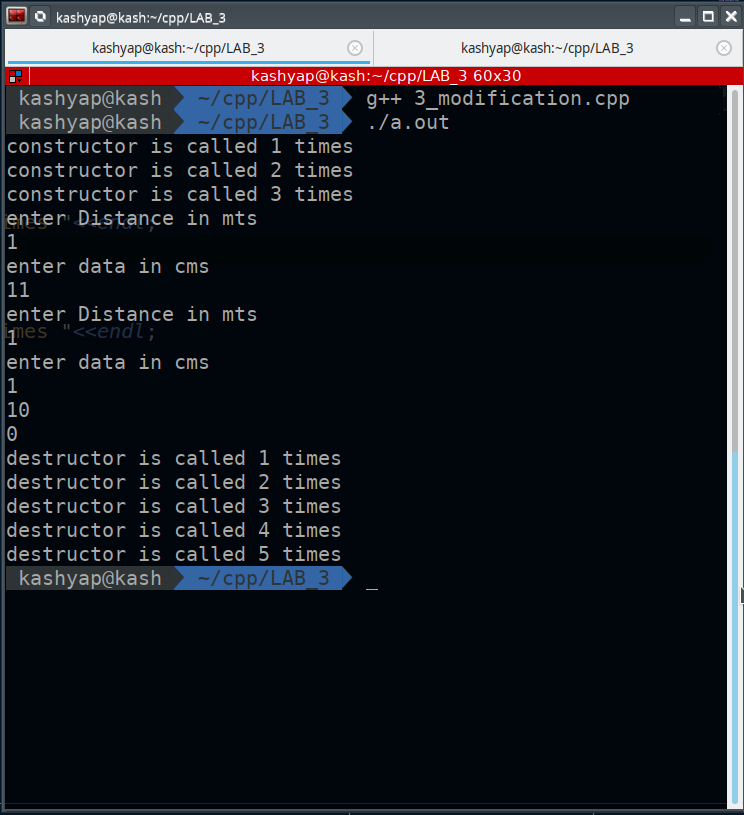 kashyap@kash:~/cpp/LAB_3
kashyap@kash:~/cpp/LAB_3 kashyap@kash:~/cpp/LAB_3
kashyap@kash:~/cpp/LAB_3 60x30
kashyap@kash ~/cpp/LAB_3 g++ 3_modification.cpp
kashyap@kash ~/cpp/LAB_3 ./a.out
constructor is called 1 times
constructor is called 2 times
constructor is called 3 times
enter Distance in mts
imes "<<endl;
1
enter data in cms
11
enter Distance in mts
imes "<<endl;
1
enter data in cms
1
10
0
destructor is called 1 times
destructor is called 2 times
destructor is called 3 times
destructor is called 4 times
destructor is called 5 times
kashyap@kash ~/cpp/LAB_3 _